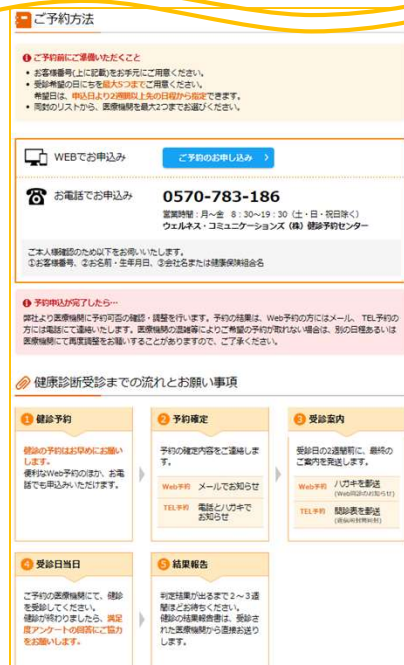 ご予約方法
ご予約前にご準備いただくこと
• お客様番号(上に記載)をお手元にご用意ください。
• 受診希望の日にちを最大5つまでご用意ください。
希望日は、申込日より2週間以上先の日程から指定できます。
• 同封のリストから、医療機関を最大2つまでお選びください。
WEBでお申込み
ご予約のお申し込み
お電話でお申込み
0570-783-186
営業時間：月～金 8：30～19：30（土・日・祝日除く）
ウェルネス・コミュニケーションズ（株）健診予約センター
ご本人様確認のため以下をお伺いいたします。
①お客様番号、②お名前・生年月日、③会社名または健康保険組合名
予約申込が完了したら…
弊社より医療機関に予約可否の確認・調整を行います。予約の結果は、Web予約の方にはメール、TEL予約の
方には電話にて連絡いたします。医療機関の混雑等によりご希望の予約が取れない場合は、別の日程あるいは
医療機関にて再度調整をお願いすることがありますので、ご了承ください。
健康診断受診までの流れとお願い事項
1 健診予約
健診の予約はお早めにお願い
します。
便利なWeb予約のほか、お電
話でも申込みいただけます。
2 予約確定
予約の確定内容をご連絡しま
す。
Web予約 メールでお知らせ
TEL予約 電話とハガキで
お知らせ
3 受診案内
受診日の2週間前に、最終の
ご案内を発送します。
Web予約 ハガキを郵送
(Web問診のお知らせ)
TEL予約 問診表を郵送
4 受診日当日
ご予約の医療機関にて、健診
を受診してください。
健診が終わりましたら、満足
度アンケートの回答にご協力
をお願いします。
5 結果報告
判定結果が出るまで2～3週
間ほどお待ちください。
健診の結果報告書は、受診さ
れた医療機関から直接お送り
します。